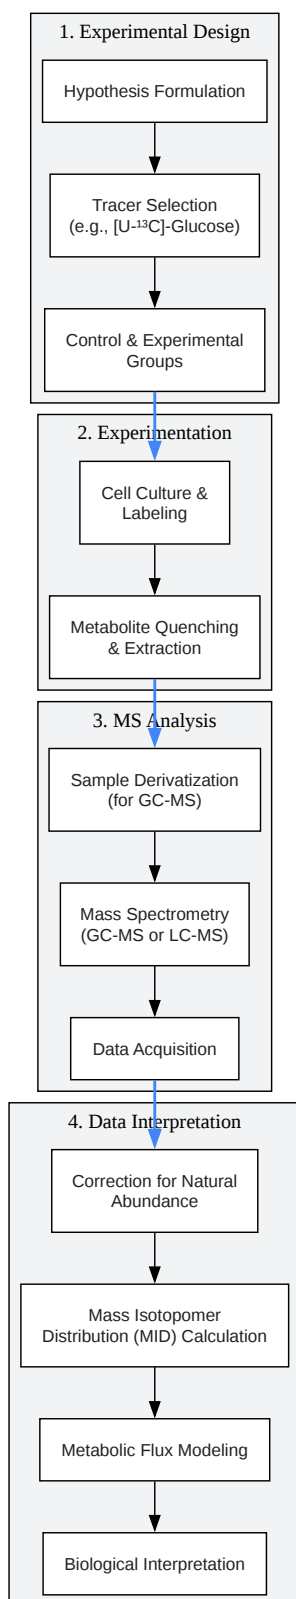 1. Experimental Design
Hypothesis Formulation
Tracer Selection
(e.g., [U-¹³C]-Glucose)
Control & Experimental
Groups
2. Experimentation
Cell Culture &
Labeling
Metabolite Quenching
& Extraction
3. MS Analysis
Sample Derivatization
(for GC-MS)
Mass Spectrometry
(GC-MS or LC-MS)
Data Acquisition
4. Data Interpretation
Correction for Natural
Abundance
Mass Isotopomer
Distribution (MID) Calculation
Metabolic Flux Modeling
Biological Interpretation